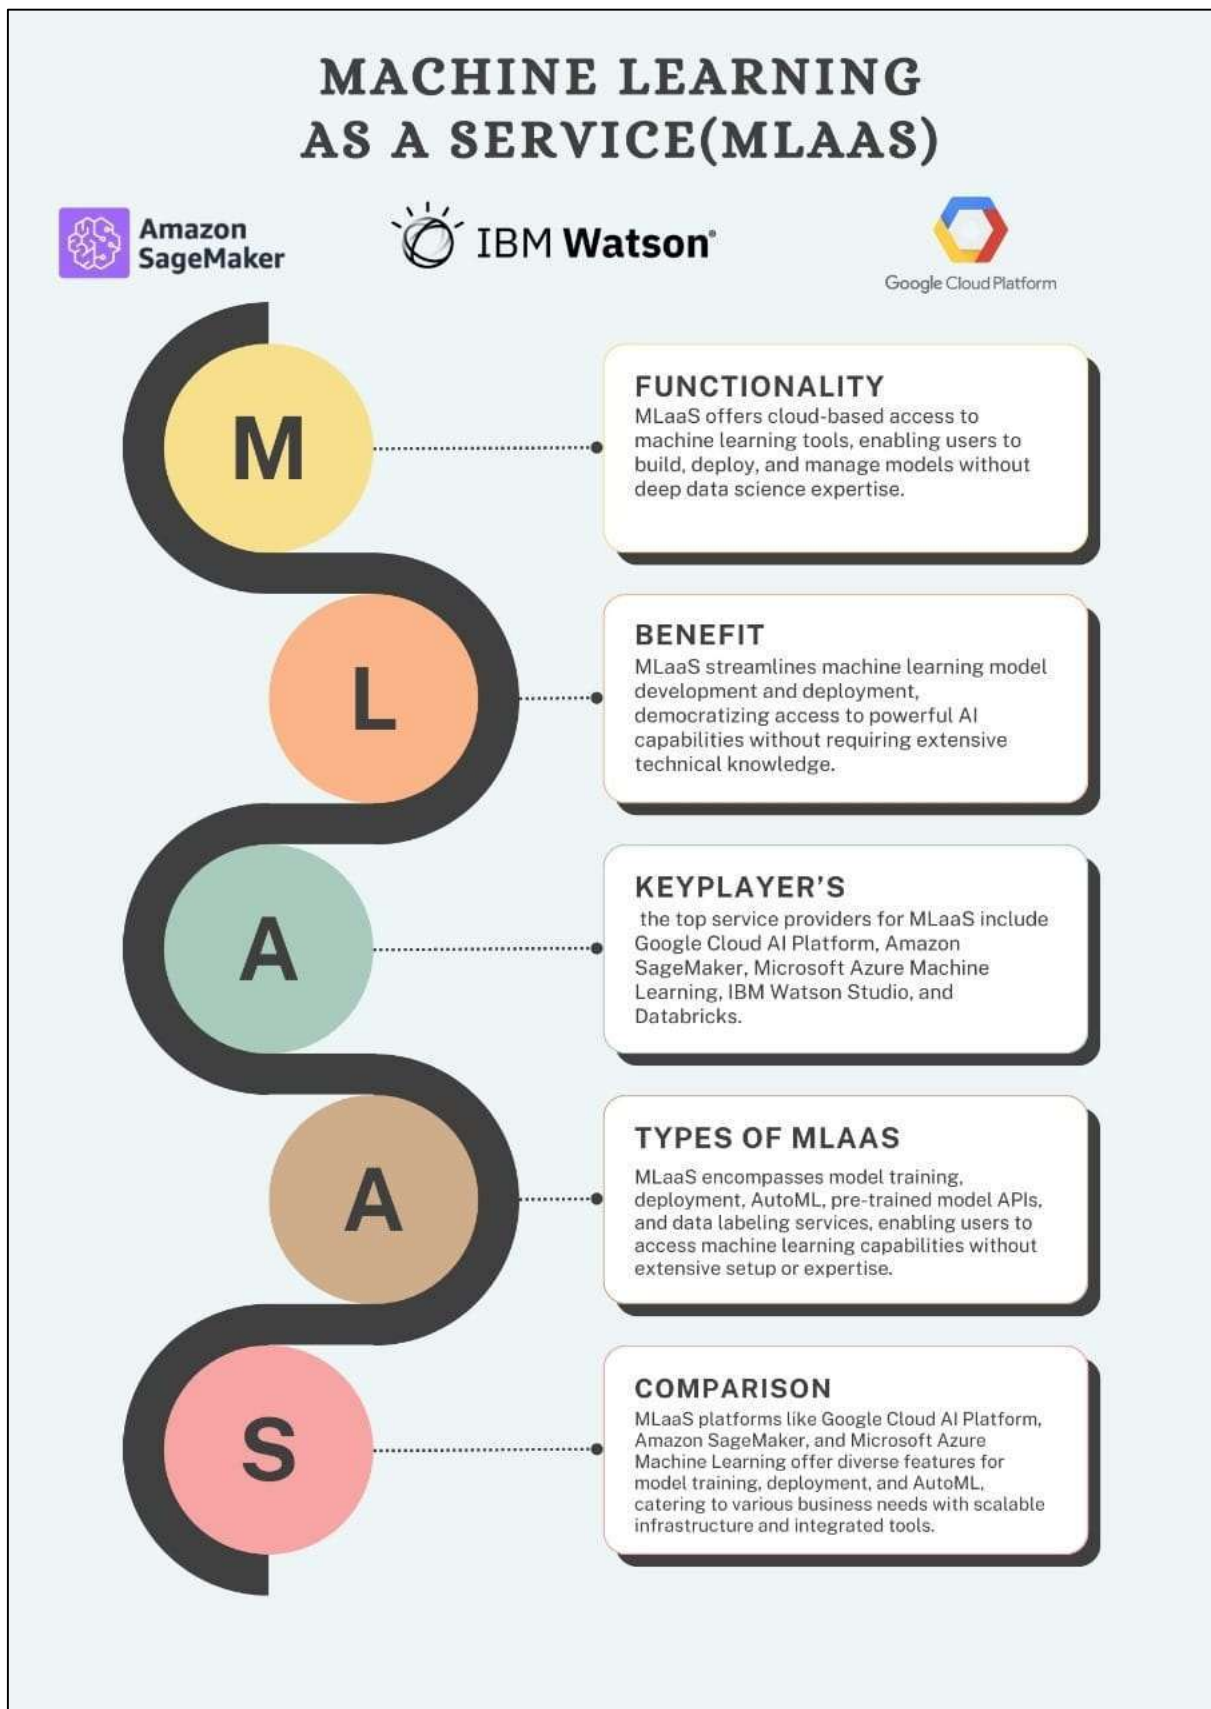 MACHINE LEARNING
AS A SERVICE(MLAAS)
Amazon
SageMaker
IBM Watson®
Google Cloud Platform
M
FUNCTIONALITY
MLaaS offers cloud-based access to
machine learning tools, enabling users to
build, deploy, and manage models without
deep data science expertise.
L
BENEFIT
MLaaS streamlines machine learning model
development and deployment,
democratizing access to powerful AI
capabilities without requiring extensive
technical knowledge.
A
KEYPLAYER’S
the top service providers for MLaaS include
Google Cloud AI Platform, Amazon
SageMaker, Microsoft Azure Machine
Learning, IBM Watson Studio, and
Databricks.
A
TYPES OF MLAAS
MLaaS encompasses model training,
deployment, AutoML, pre-trained model APIs,
and data labeling services, enabling users to
access machine learning capabilities without
extensive setup or expertise.
S
COMPARISON
MLaaS platforms like Google Cloud AI Platform,
Amazon SageMaker, and Microsoft Azure
Machine Learning offer diverse features for
model training, deployment, and AutoML,
catering to various business needs with scalable
infrastructure and integrated tools.